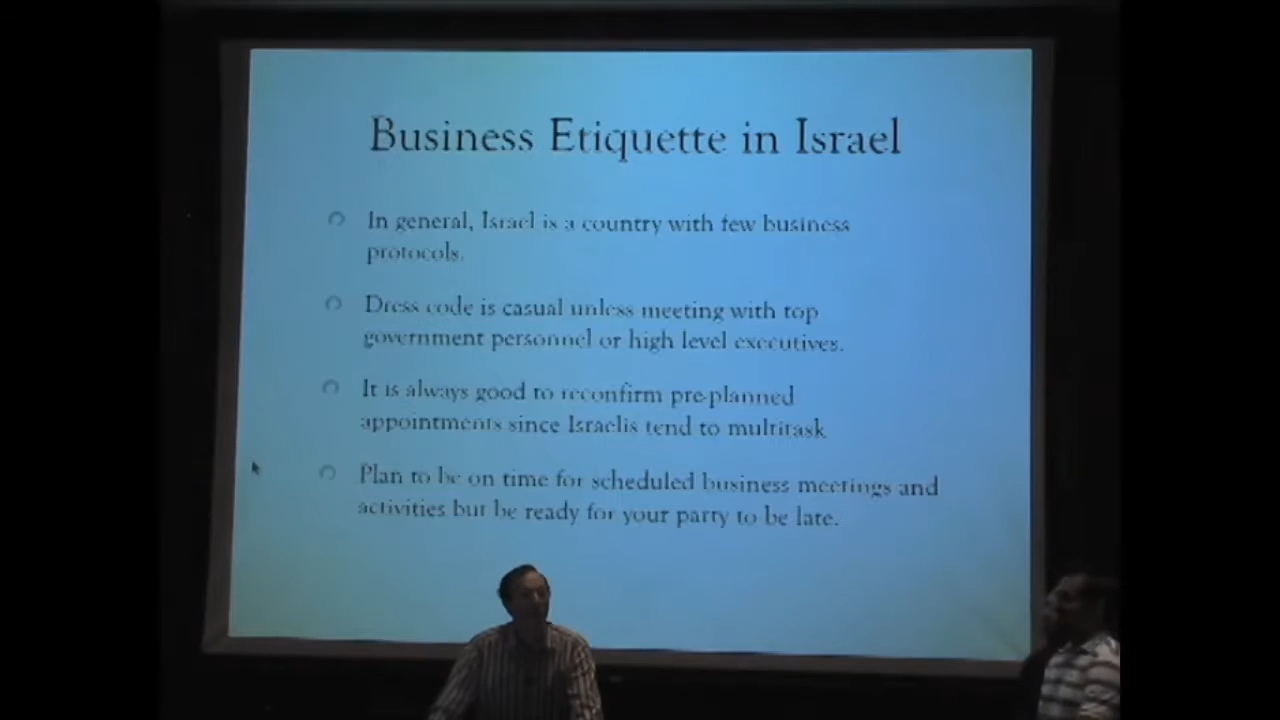 Business Etiquette in Israel
In general, Israel is a country with few business
protocols.
Dress code is casual unless meeting with top
government personnel or high level executives.
It is always good to reconfirm pre-planned
appointments since Israelis tend to multitask
Plan to be on time for scheduled business meetings and
activities but be ready for your party to be late.